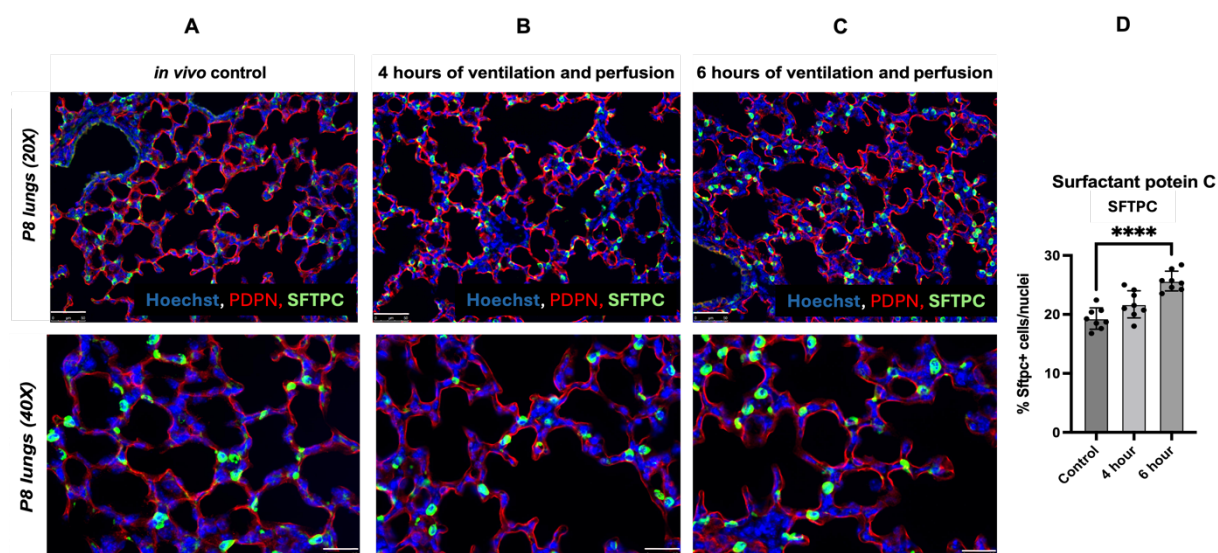 A
B
C
D
in vivo control
4 hours of ventilation and perfusion
6 hours of ventilation and perfusion
P8 lungs (20X)
Hoechst, PDPN, SFTPC
Hoechst, PDPN, SFTPC
Hoechst, PDPN, SFTPC
P8 lungs (40X)
Surfactant potein C
SFTPC
****
% Sftpc+ cells/nuclei
30
20
10
0
Control
4 hour
6 hour